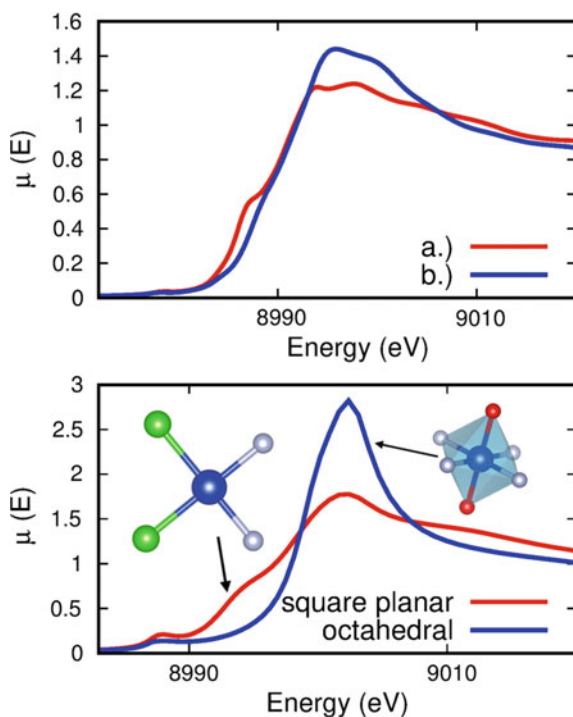 1.6
1.4
1.2
1
0.8
0.6
0.4
0.2
0
μ (E)
a.)
b.)
8990 9010
Energy (eV)
3
2.5
2
1.5
1
0.5
0
μ (E)
square planar
octahedral
8990 9010
Energy (eV)